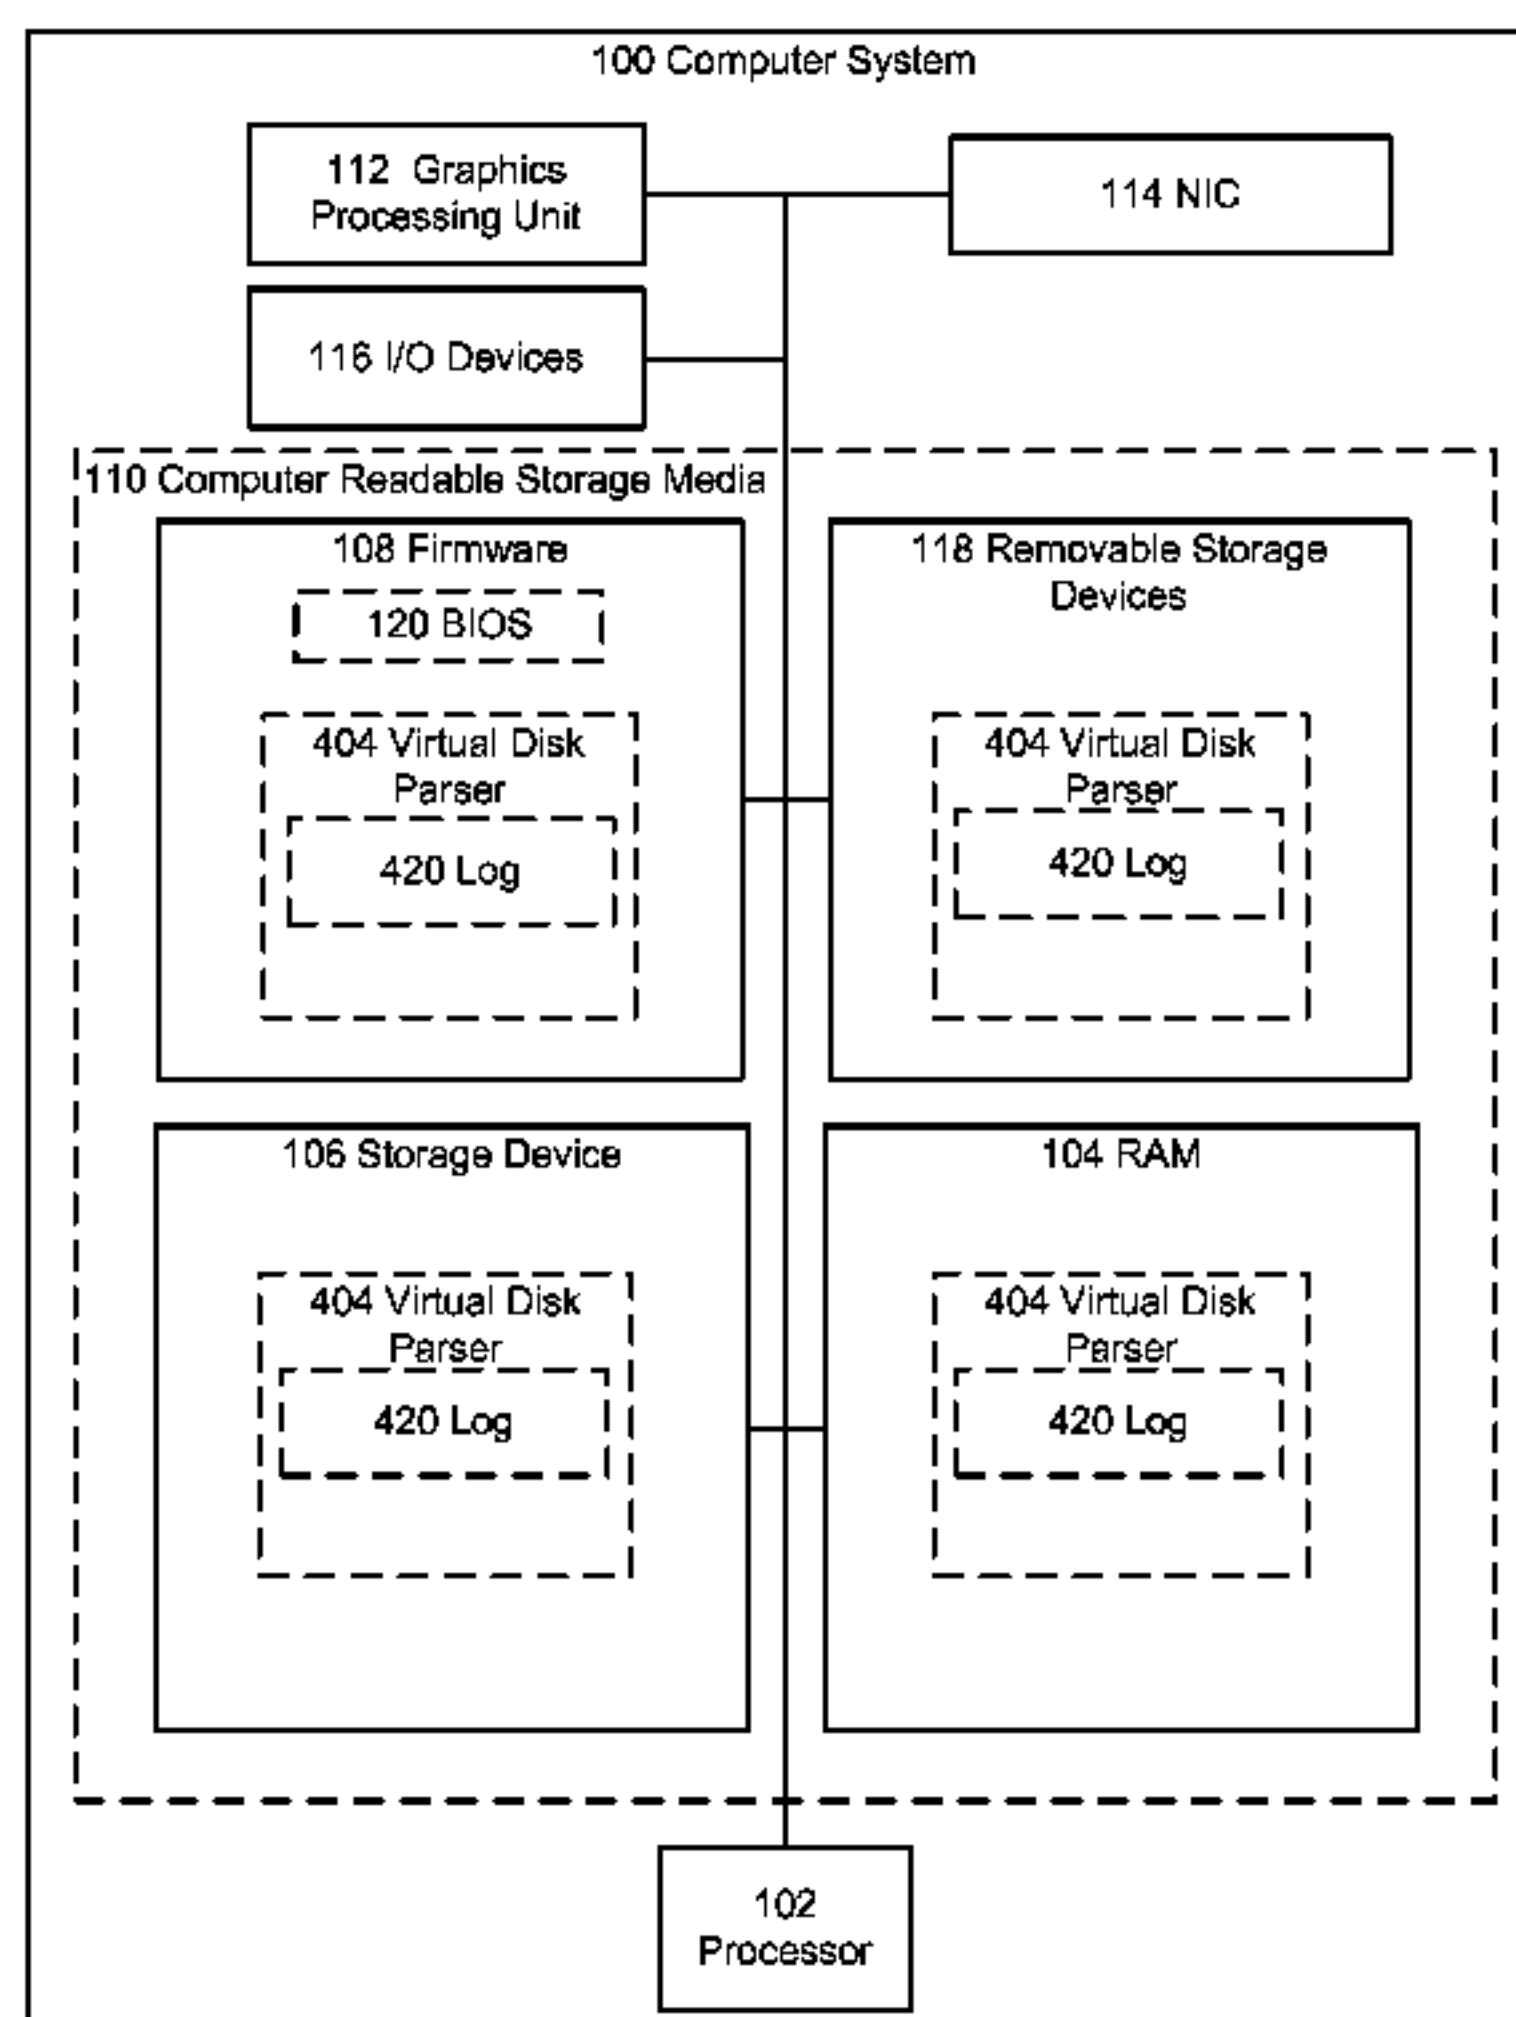 100 Computer System
112 Graphics
Processing Unit
114 NIC
116 I/O Devices
110 Computer Readable Storage Media
108 Firmware
120 BIOS
404 Virtual Disk
Parser
420 Log
118 Removable Storage
Devices
404 Virtual Disk
Parser
420 Log
106 Storage Device
404 Virtual Disk
Parser
420 Log
104 RAM
404 Virtual Disk
Parser
420 Log
102
Processor